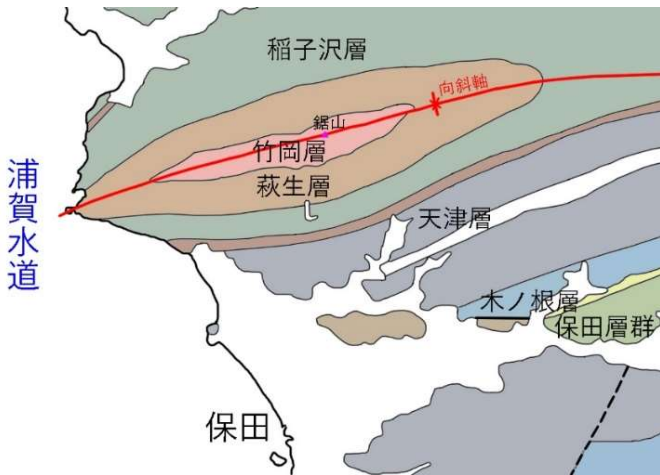 稲子沢層
向斜軸
鋸山
竹岡層
萩生層
浦賀水道
天津層
木ノ根層
保田層群
保田